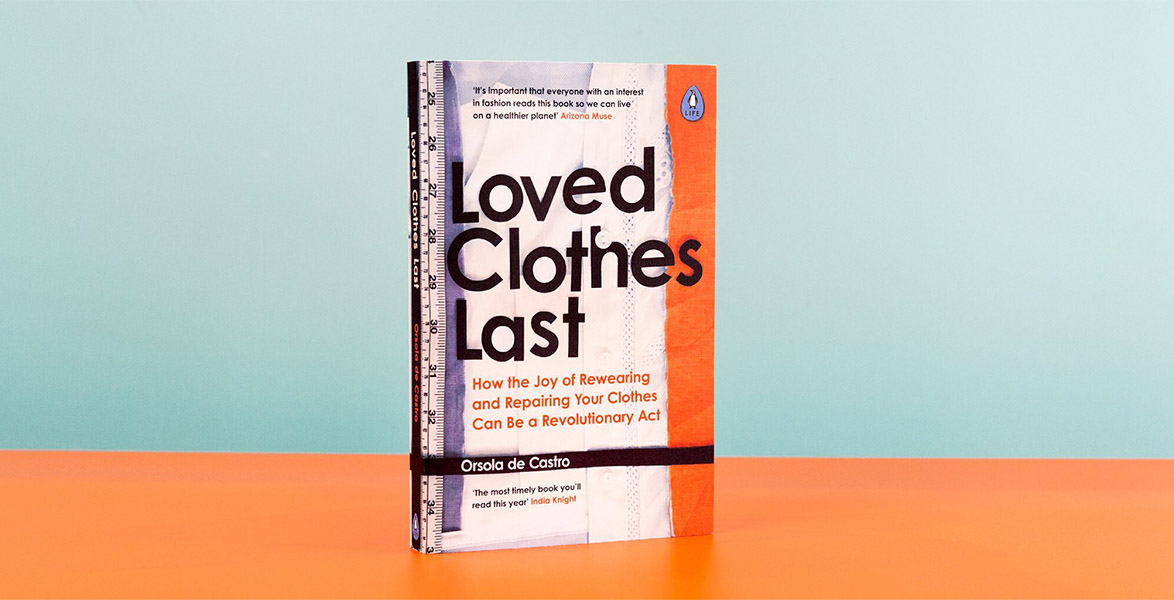 'It's Important that everyone with an interest
in fashion reads this book so we can live
on a healthier planet' Arizona Muse
LIFE
Loved
Clothes
Last
How the Joy of Rewearing
and Repairing Your Clothes
Can Be a Revolutionary Act
Orsola de Castro
'The most timely book you'll
read this year' India Knight
Loved Clothes Last
Orsola de Castro
25
26
27
28
29
30
31
32
34
3